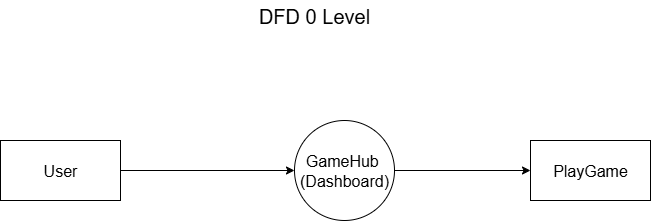 DFD 0 Level
User
GameHub
(Dashboard)
PlayGame